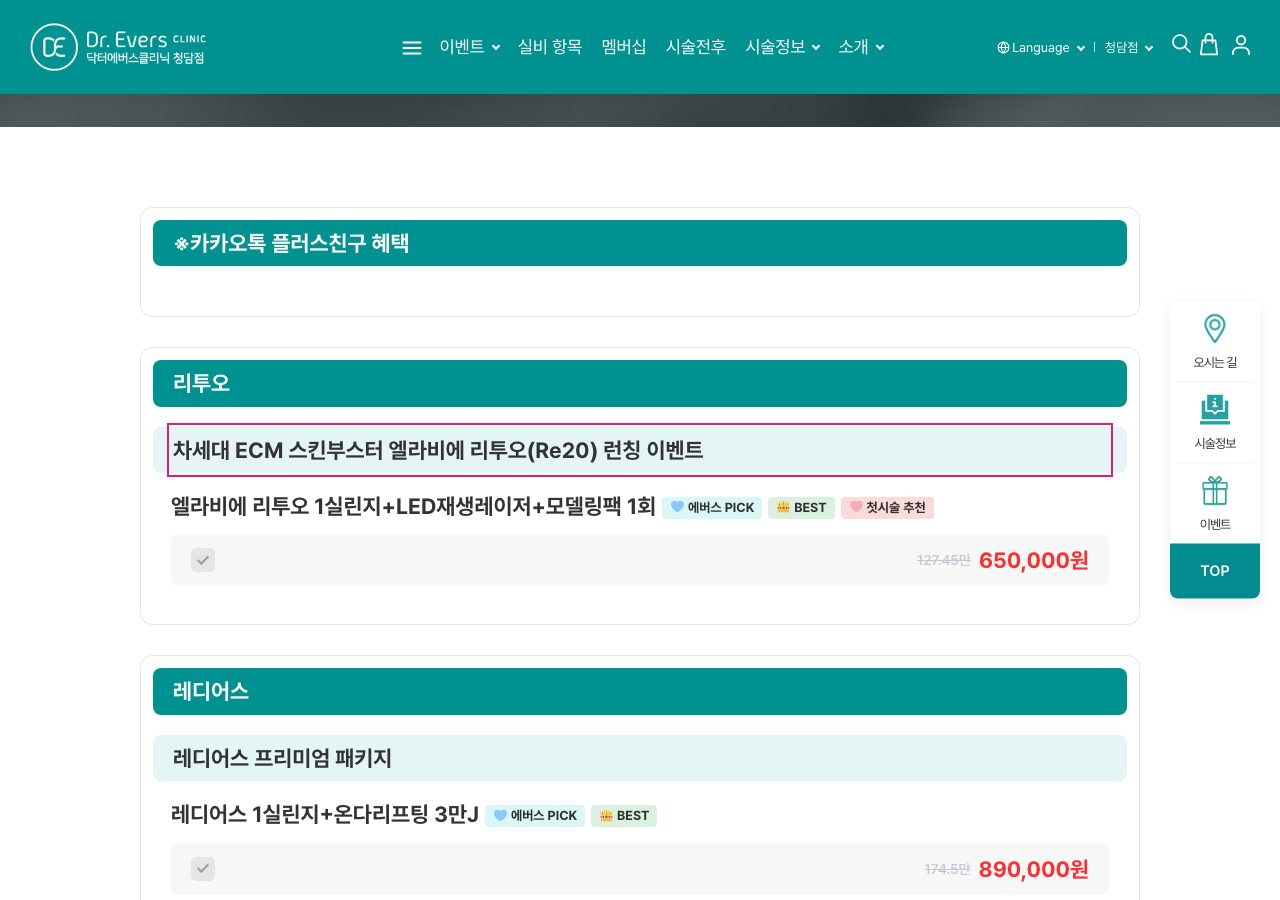 Dr. Evers CLINIC
닥터에버스클리닉 청담점
이벤트 실비 항목 멤버십 시술전후 시술정보 소개
Language | 청담점
※카카오톡 플러스친구 혜택
리투오
차세대 ECM 스킨부스터 엘라비에 리투오(Re20) 런칭 이벤트
엘라비에 리투오 1실린지+LED재생레이저+모델링팩 1회 에버스 PICK BEST 첫시술 추천
127.45만 650,000원
레디어스
레디어스 프리미엄 패키지
레디어스 1실린지+온다리프팅 3만J 에버스 PICK BEST
174.5만 890,000원
오시는 길
시술정보
이벤트
TOP